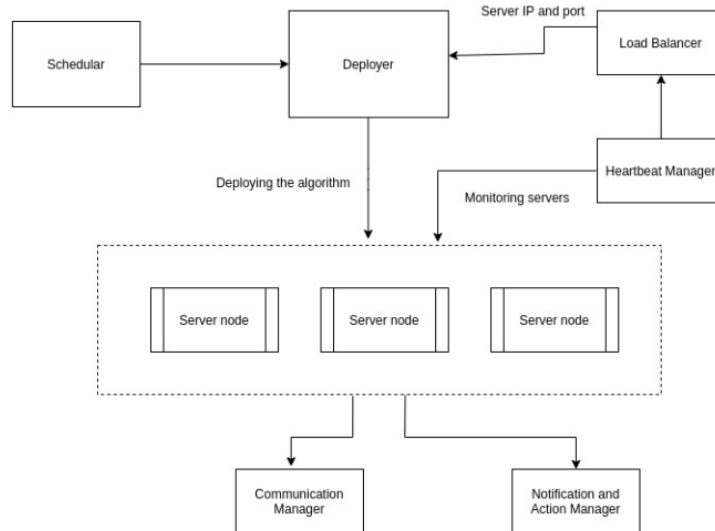 Server IP and port
Schedular
Deployer
Load Balancer
Heartbeat Manager
Deploying the algorithm
Monitoring servers
Server node
Server node
Server node
Communication
Manager
Notification and
Action Manager